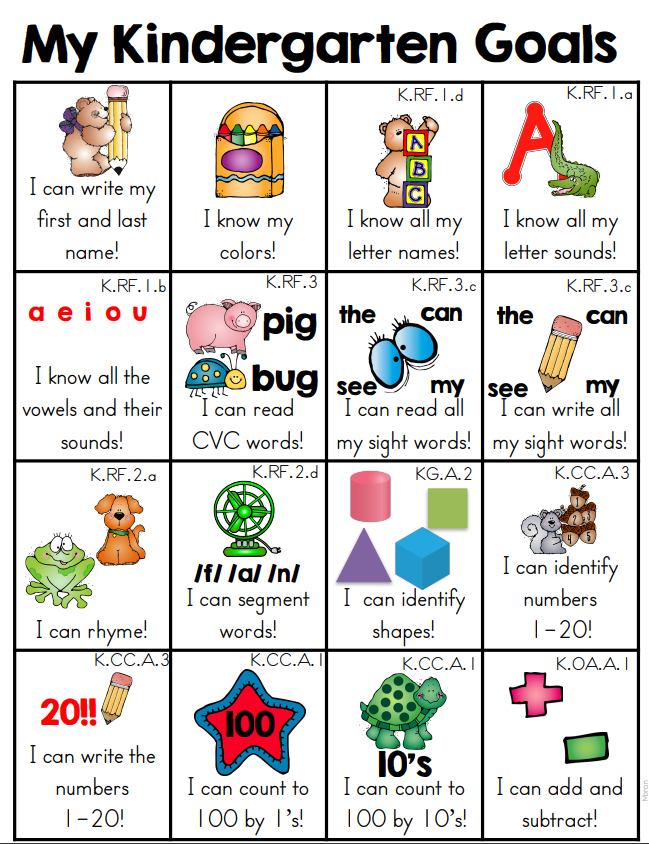 My Kindergarten Goals
I can write my
first and last
name!
I know my
colors!
K.RF.1.d
A
B
C
I know all my
letter names!
K.RF.1.a
A
I know all my
letter sounds!
K.RF.1.b
a e i o u
I know all the
vowels and their
sounds!
K.RF.3
pig
bug
I can read
CVC words!
K.RF.3.c
the can
see my
I can read all
my sight words!
K.RF.3.c
the can
see my
I can write all
my sight words!
K.RF.2.a
I can rhyme!
K.RF.2.d
/f/ /a/ /n/
I can segment
words!
KG.A.2
I can identify
shapes!
K.CC.A.3
1
2 3
4 5
I can identify
numbers
1-20!
K.CC.A.3
20!!
I can write the
numbers
1-20!
K.CC.A.1
100
I can count to
100 by 1's!
K.CC.A.1
10's
I can count to
100 by 10's!
K.OA.A.1
I can add and
subtract!